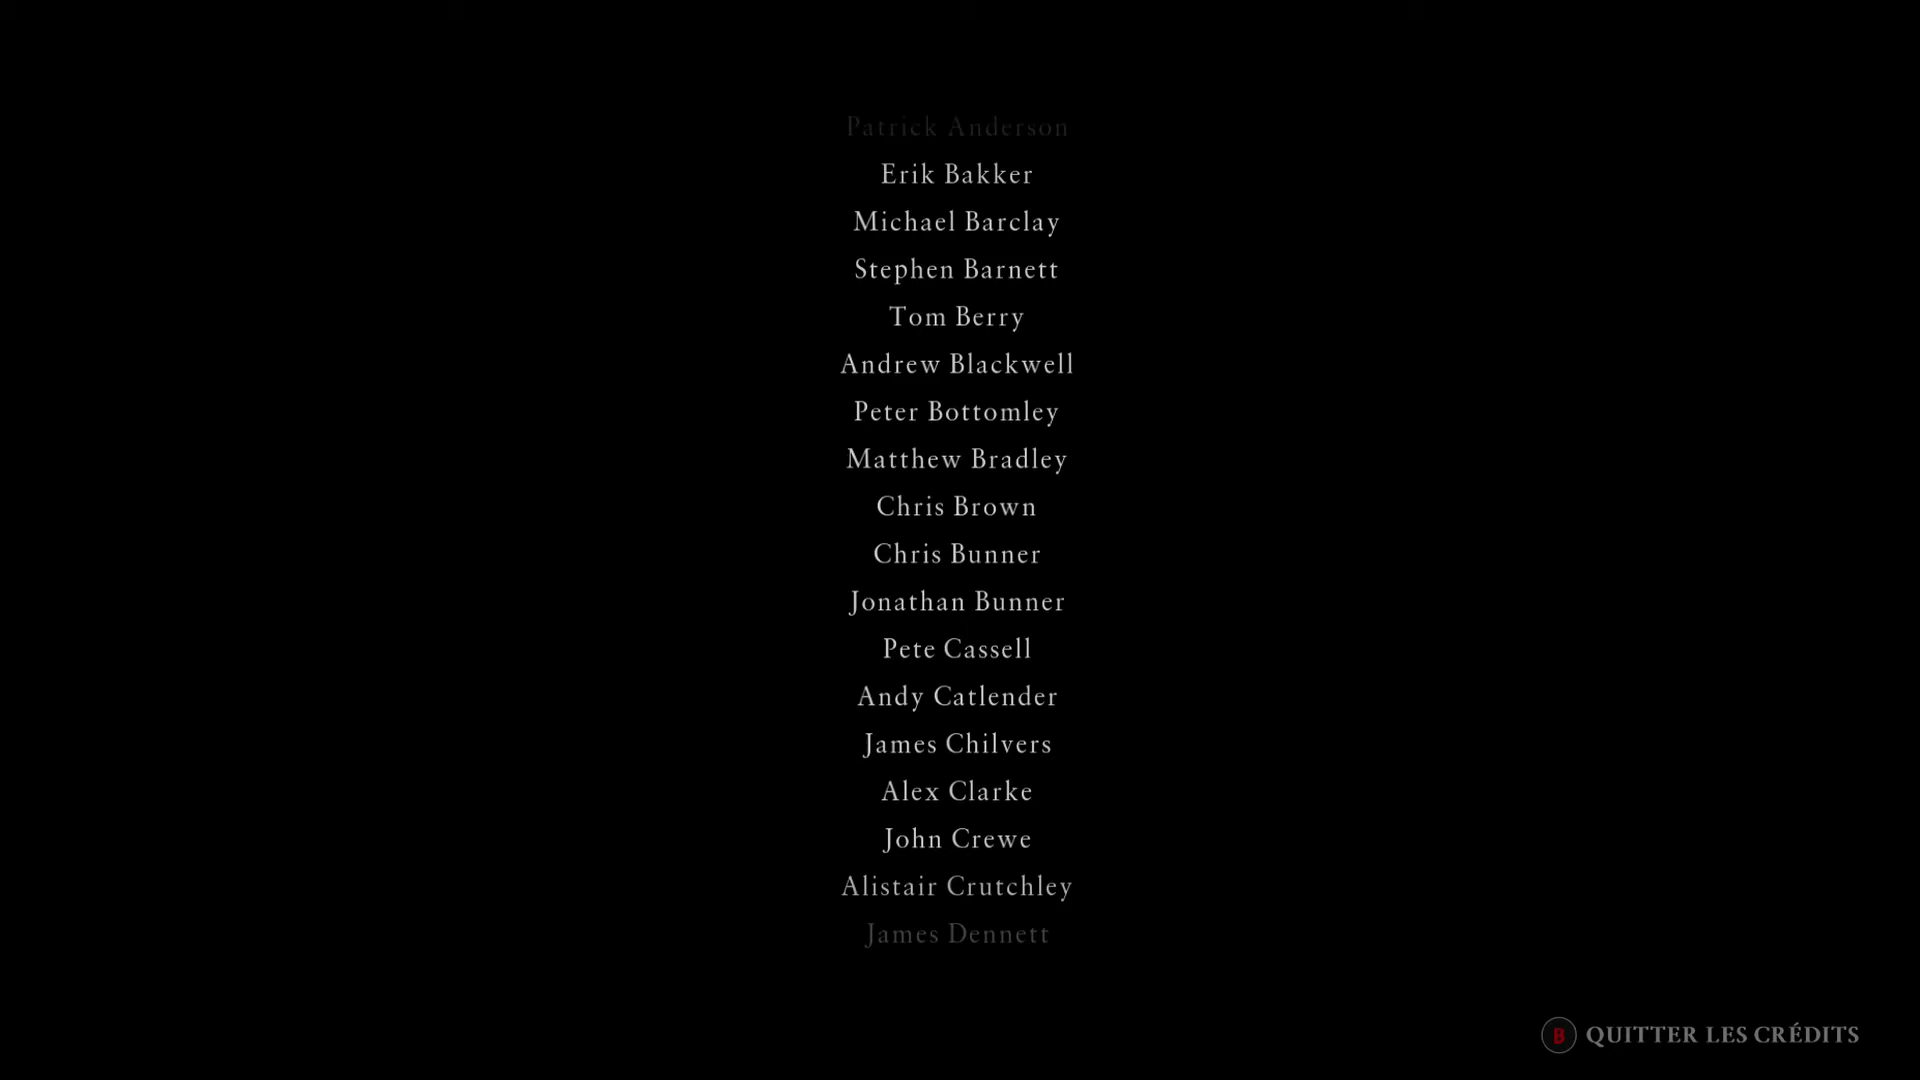 Patrick Anderson
Erik Bakker
Michael Barclay
Stephen Barnett
Tom Berry
Andrew Blackwell
Peter Bottomley
Matthew Bradley
Chris Brown
Chris Bunner
Jonathan Bunner
Pete Cassell
Andy Catlender
James Chilvers
Alex Clarke
John Crewe
Alistair Crutchley
James Dennett
B QUITTER LES CRÉDITS